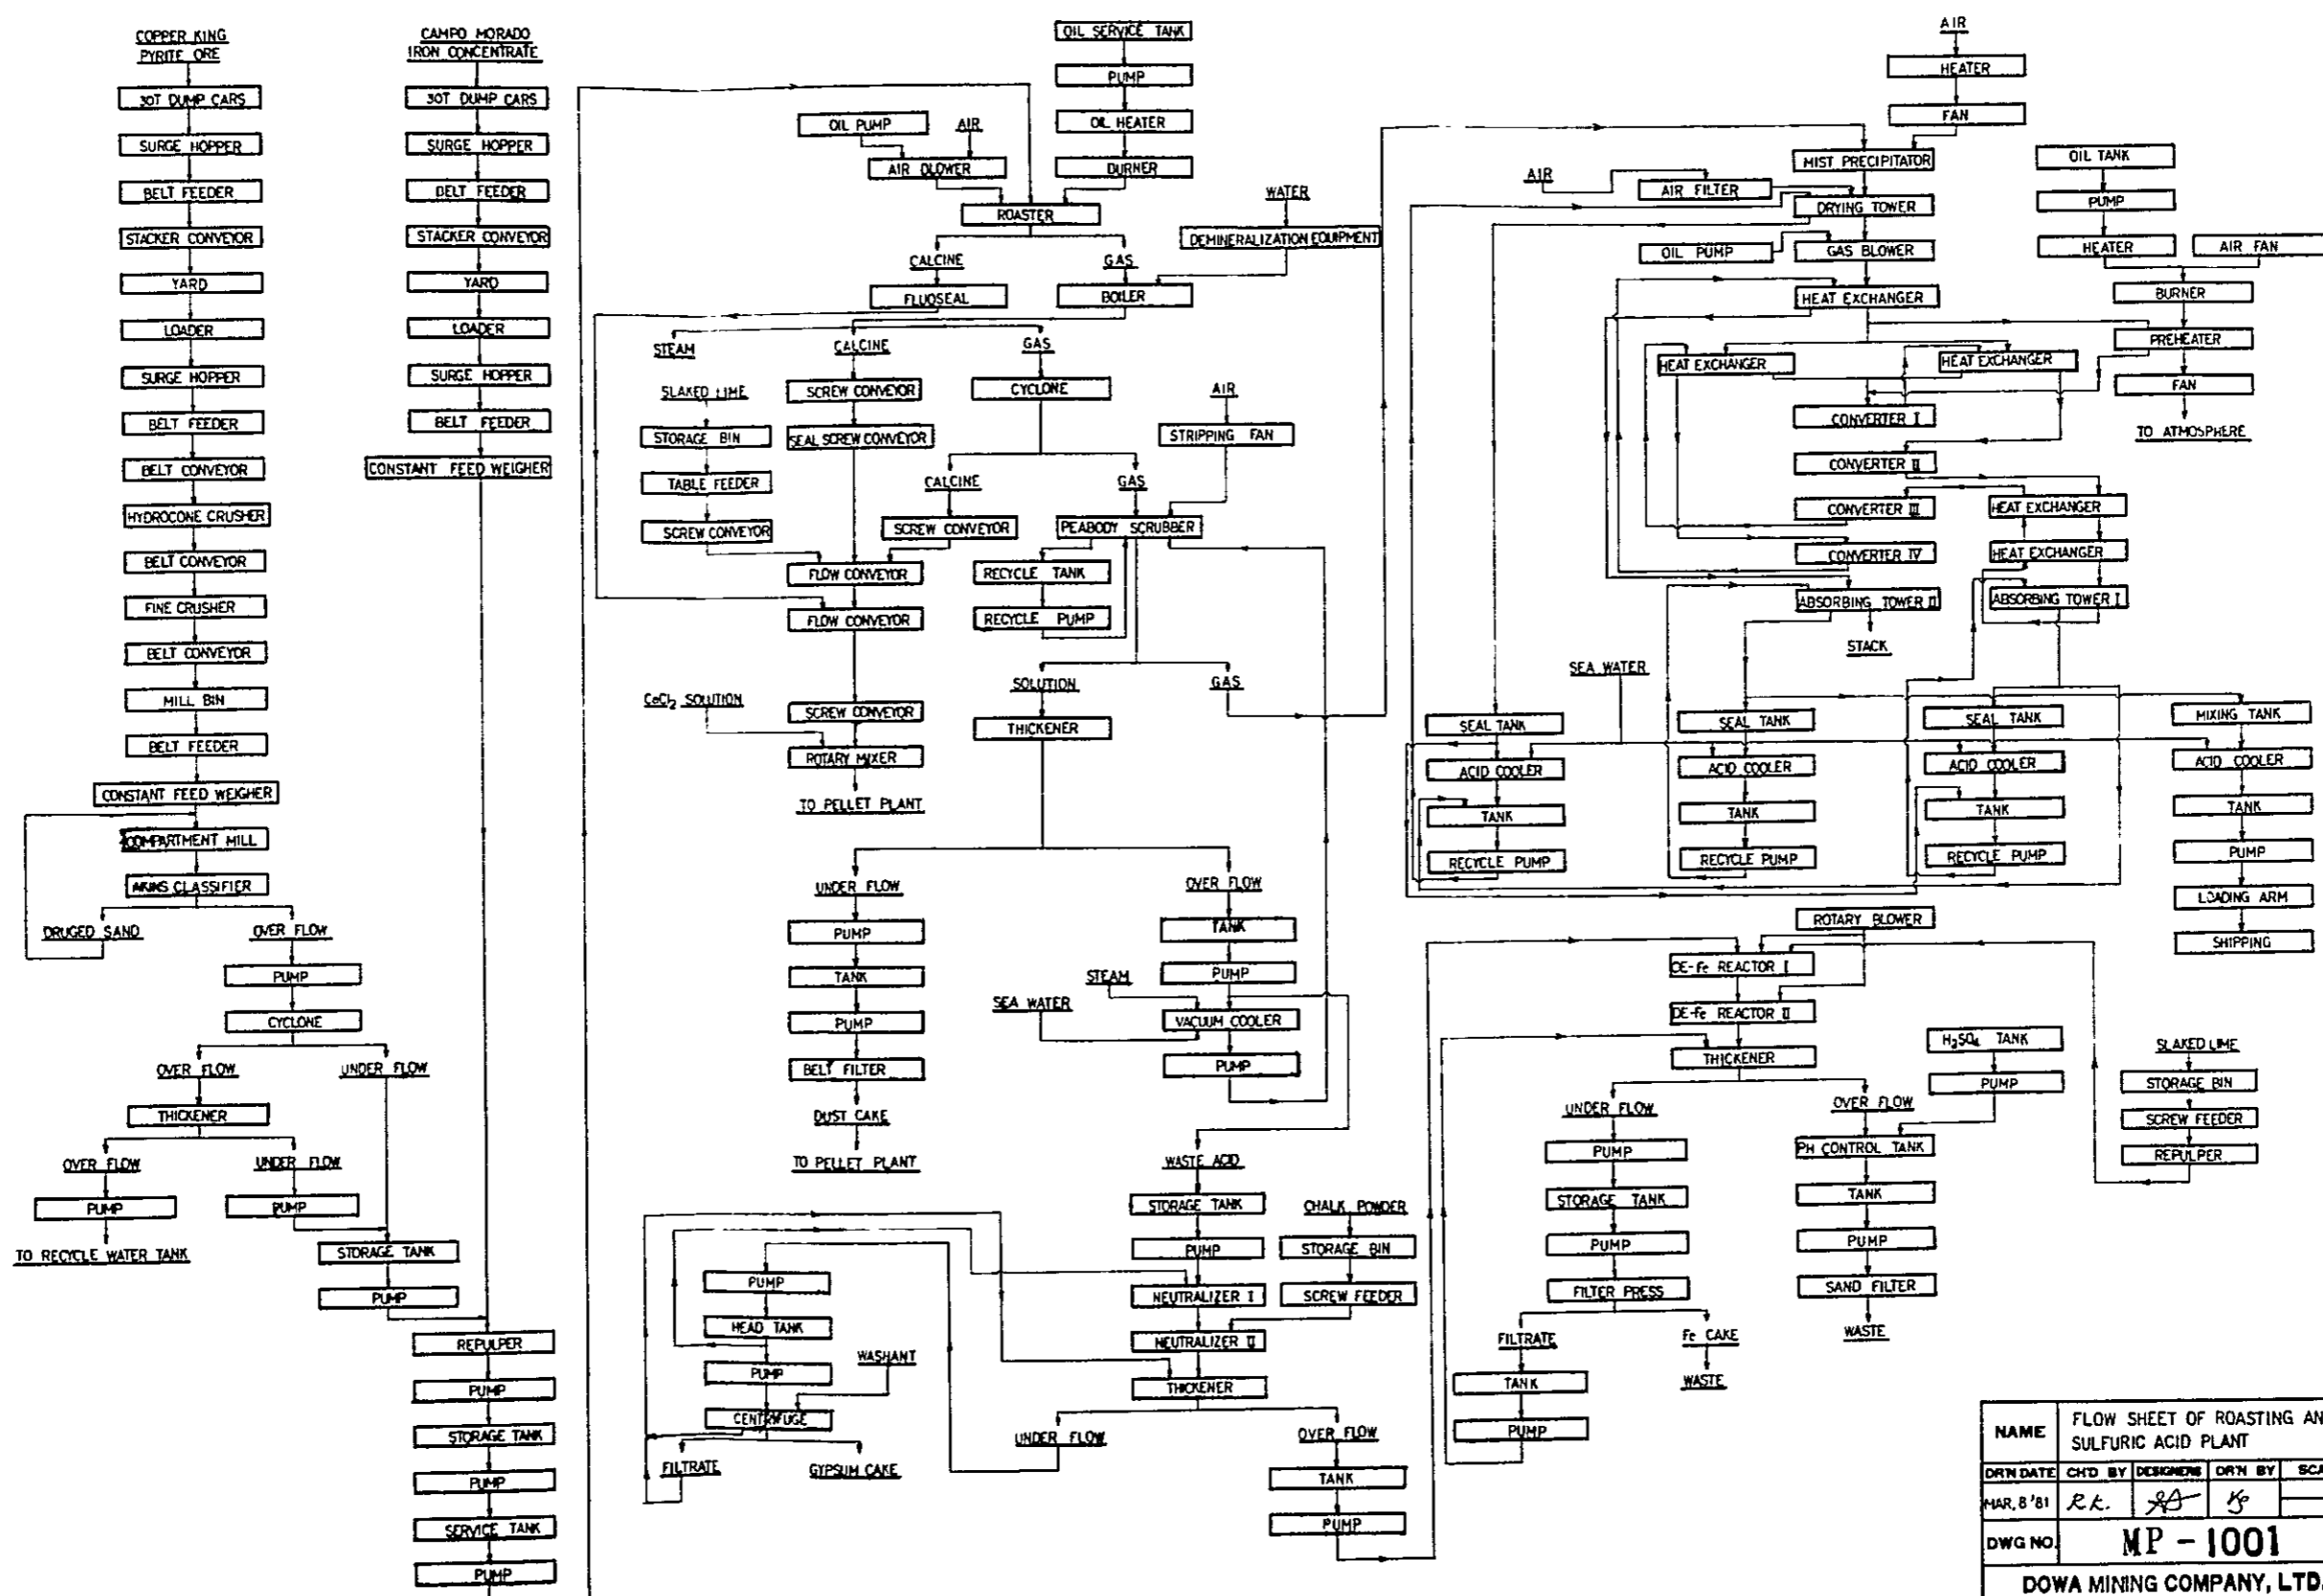 COPPER KING
PYRITE ORE
30T DUMP CARS
SURGE HOPPER
BELT FEEDER
STACKER CONVEYOR
YARD
LOADER
SURGE HOPPER
BELT FEEDER
BELT CONVEYOR
HYDROCONE CRUSHER
BELT CONVEYOR
FINE CRUSHER
BELT CONVEYOR
MILL BIN
BELT FEEDER
CONSTANT FEED WEIGHER
2COMPARTMENT MILL
AKINS CLASSIFIER
DRUGED SAND
OVER FLOW
PUMP
CYCLONE
OVER FLOW
UNDER FLOW
THICKENER
OVER FLOW
UNDER FLOW
PUMP
PUMP
TO RECYCLE WATER TANK
STORAGE TANK
PUMP
CAMPO MORADO
IRON CONCENTRATE
30T DUMP CARS
SURGE HOPPER
BELT FEEDER
STACKER CONVEYOR
YARD
LOADER
SURGE HOPPER
BELT FEEDER
CONSTANT FEED WEIGHER
REPULPER
PUMP
STORAGE TANK
PUMP
SERVICE TANK
PUMP
OIL SERVICE TANK
PUMP
OIL HEATER
BURNER
OIL PUMP
AIR
AIR BLOWER
ROASTER
WATER
DEMINERALIZATION EQUIPMENT
CALCINE
GAS
FLUOSEAL
BOILER
STEAM
CALCINE
GAS
SCREW CONVEYOR
CYCLONE
SLAKED LIME
STORAGE BIN
SEAL SCREW CONVEYOR
AIR
STRIPPING FAN
TABLE FEEDER
CALCINE
GAS
SCREW CONVEYOR
SCREW CONVEYOR
PEABODY SCRUBBER
FLOW CONVEYOR
RECYCLE TANK
FLOW CONVEYOR
RECYCLE PUMP
SOLUTION
GAS
CeCl2 SOLUTION
SCREW CONVEYOR
THICKENER
ROTARY MIXER
TO PELLET PLANT
UNDER FLOW
OVER FLOW
PUMP
TANK
TANK
PUMP
STEAM
SEA WATER
PUMP
VACUUM COOLER
BELT FILTER
PUMP
DUST CAKE
TO PELLET PLANT
WASTE ACID
STORAGE TANK
CHALK POWDER
PUMP
STORAGE BIN
NEUTRALIZER I
SCREW FEEDER
NEUTRALIZER II
THICKENER
PUMP
HEAD TANK
WASHANT
PUMP
CENTRIFUGE
FILTRATE
GYPSUM CAKE
UNDER FLOW
OVER FLOW
TANK
PUMP
AIR
HEATER
FAN
MIST PRECIPITATOR
AIR
AIR FILTER
DRYING TOWER
OIL PUMP
GAS BLOWER
HEAT EXCHANGER
OIL TANK
PUMP
HEATER
AIR FAN
BURNER
PREHEATER
FAN
TO ATMOSPHERE
HEAT EXCHANGER
HEAT EXCHANGER
CONVERTER I
CONVERTER II
CONVERTER III
HEAT EXCHANGER
CONVERTER IV
HEAT EXCHANGER
ABSORBING TOWER II
ABSORBING TOWER I
STACK
SEA WATER
SEAL TANK
SEAL TANK
SEAL TANK
MIXING TANK
ACID COOLER
ACID COOLER
ACID COOLER
ACID COOLER
TANK
TANK
TANK
TANK
RECYCLE PUMP
RECYCLE PUMP
RECYCLE PUMP
PUMP
LOADING ARM
SHIPPING
ROTARY BLOWER
DE-Fe REACTOR I
DE-Fe REACTOR II
THICKENER
H2SO4 TANK
PUMP
SLAKED LIME
STORAGE BIN
SCREW FEEDER
REPULPER
UNDER FLOW
OVER FLOW
PUMP
PH CONTROL TANK
STORAGE TANK
TANK
PUMP
PUMP
FILTER PRESS
SAND FILTER
FILTRATE
Fe CAKE
WASTE
TANK
WASTE
PUMP
NAME
FLOW SHEET OF ROASTING AN
SULFURIC ACID PLANT
DRN DATE CH'D BY DESIGNERS DR'N BY SCA
MAR, 8 '81 R.K.
DWG NO. MP-1001
DOWA MINING COMPANY, LTD